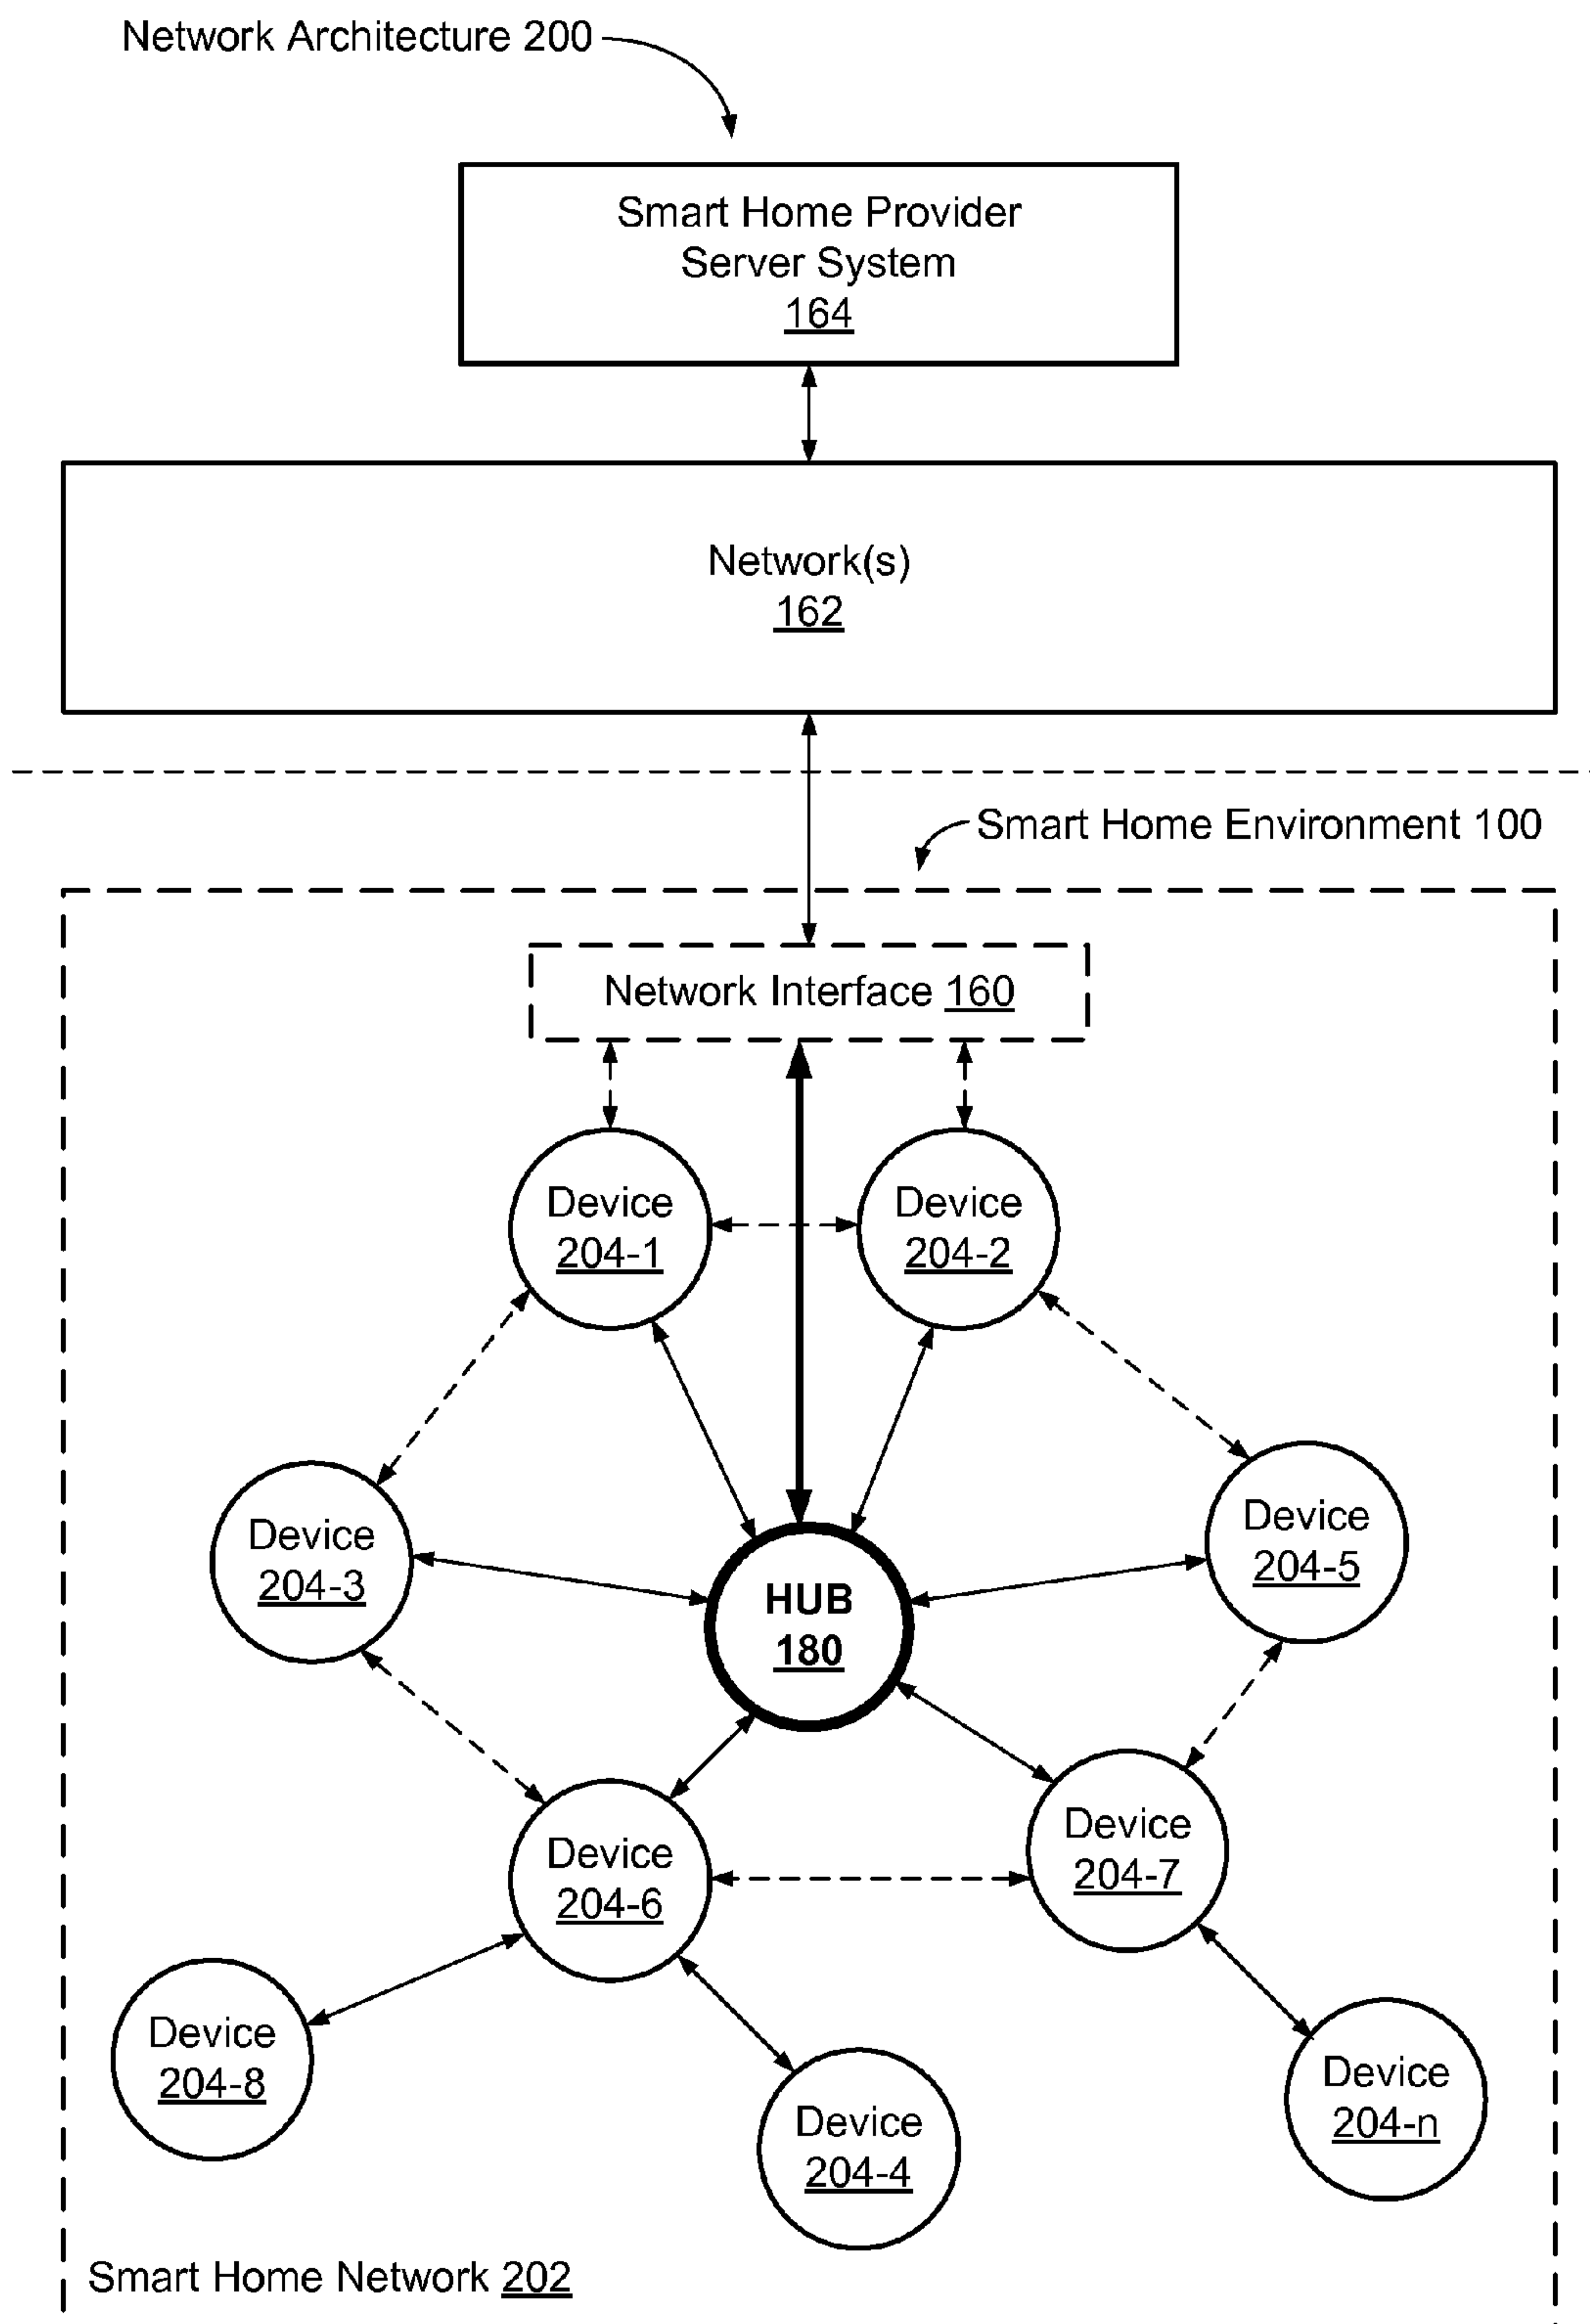 Network Architecture 200
Smart Home Provider
Server System
164
Network(s)
162
Smart Home Environment 100
Network Interface 160
Device
204-1
Device
204-2
Device
204-3
Device
204-5
HUB
180
Device
204-6
Device
204-7
Device
204-8
Device
204-4
Device
204-n
Smart Home Network 202